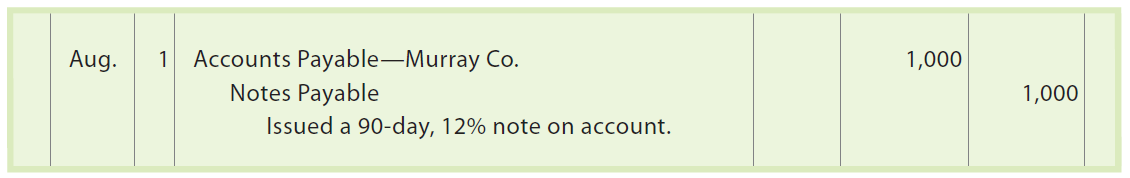 Aug. 1 Accounts Payable—Murray Co. 1,000
Notes Payable 1,000
Issued a 90-day, 12% note on account.